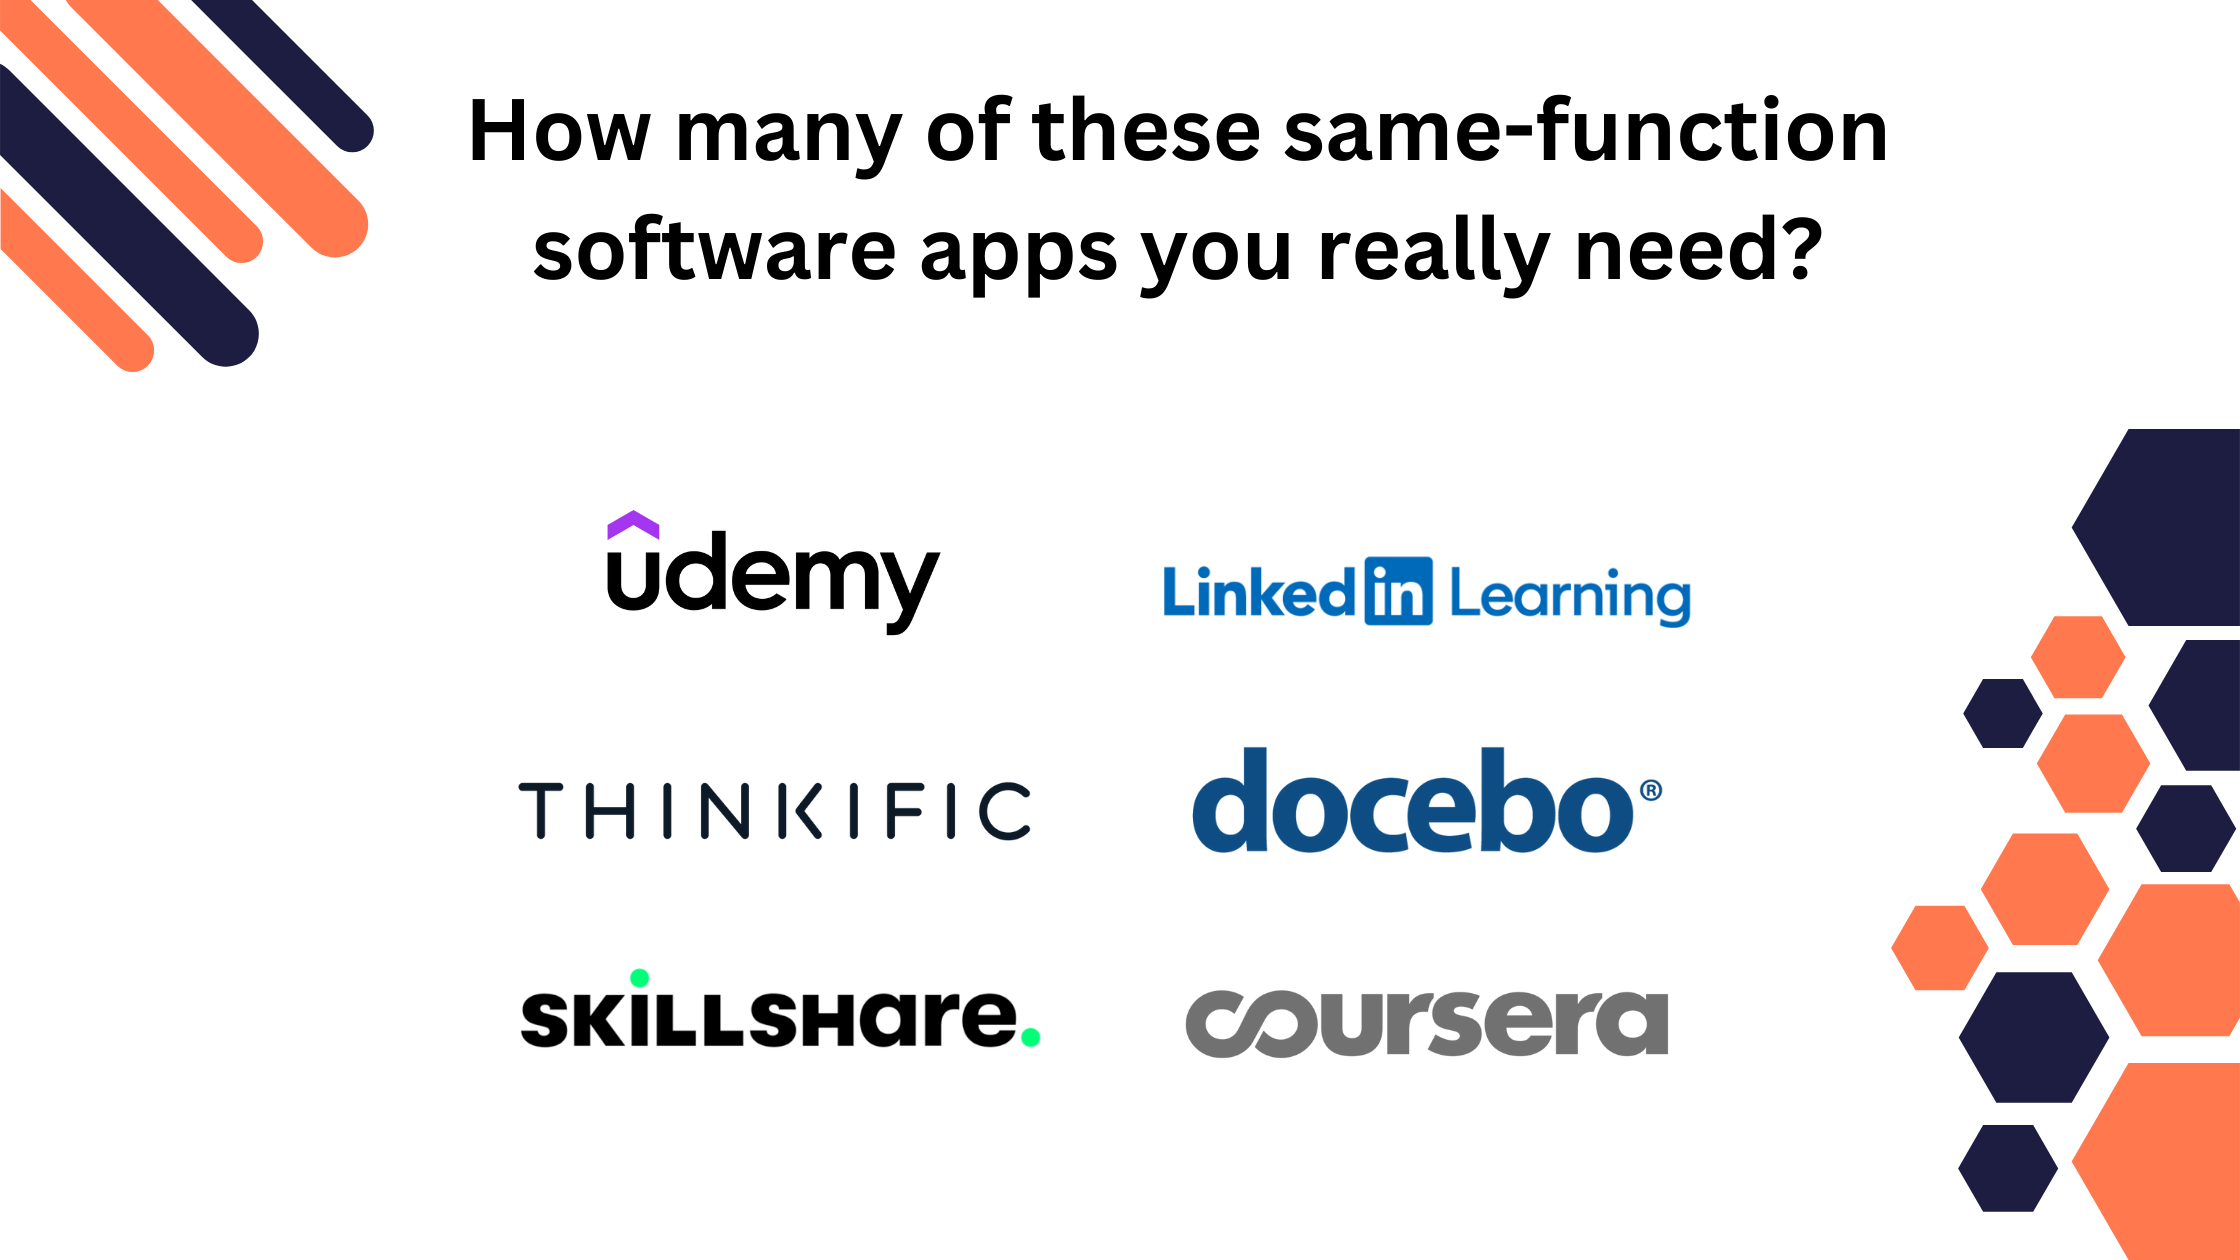 How many of these same-function
software apps you really need?
udemy
Linked in Learning
THINKIFIC
docebo®
SKILLSHare.
coursera